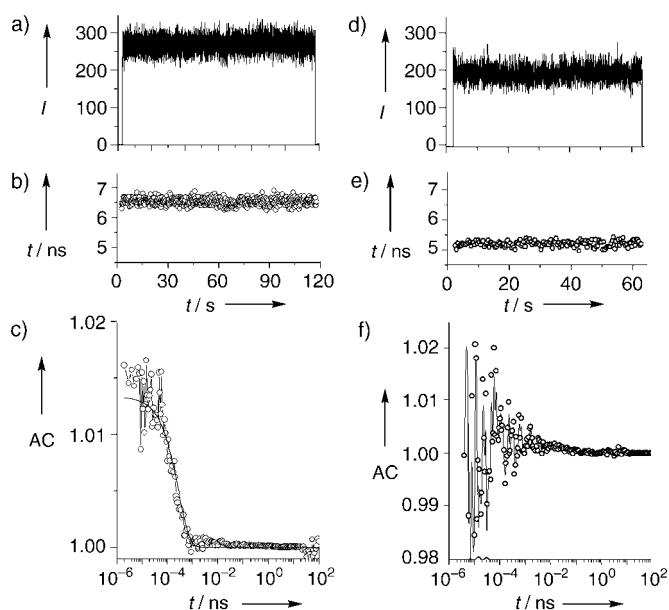 a)
300
200
100
0
I
b)
7
6
5
t / ns
0 30 60 90 120
t / s
c)
1.02
1.01
1.00
AC
10⁻⁶ 10⁻⁴ 10⁻² 10⁰ 10²
t / ns
d)
300
200
100
0
I
e)
7
6
5
t / ns
0 20 40 60
t / s
f)
1.02
1.01
1.00
0.99
0.98
AC
10⁻⁶ 10⁻⁴ 10⁻² 10⁰ 10²
t / ns